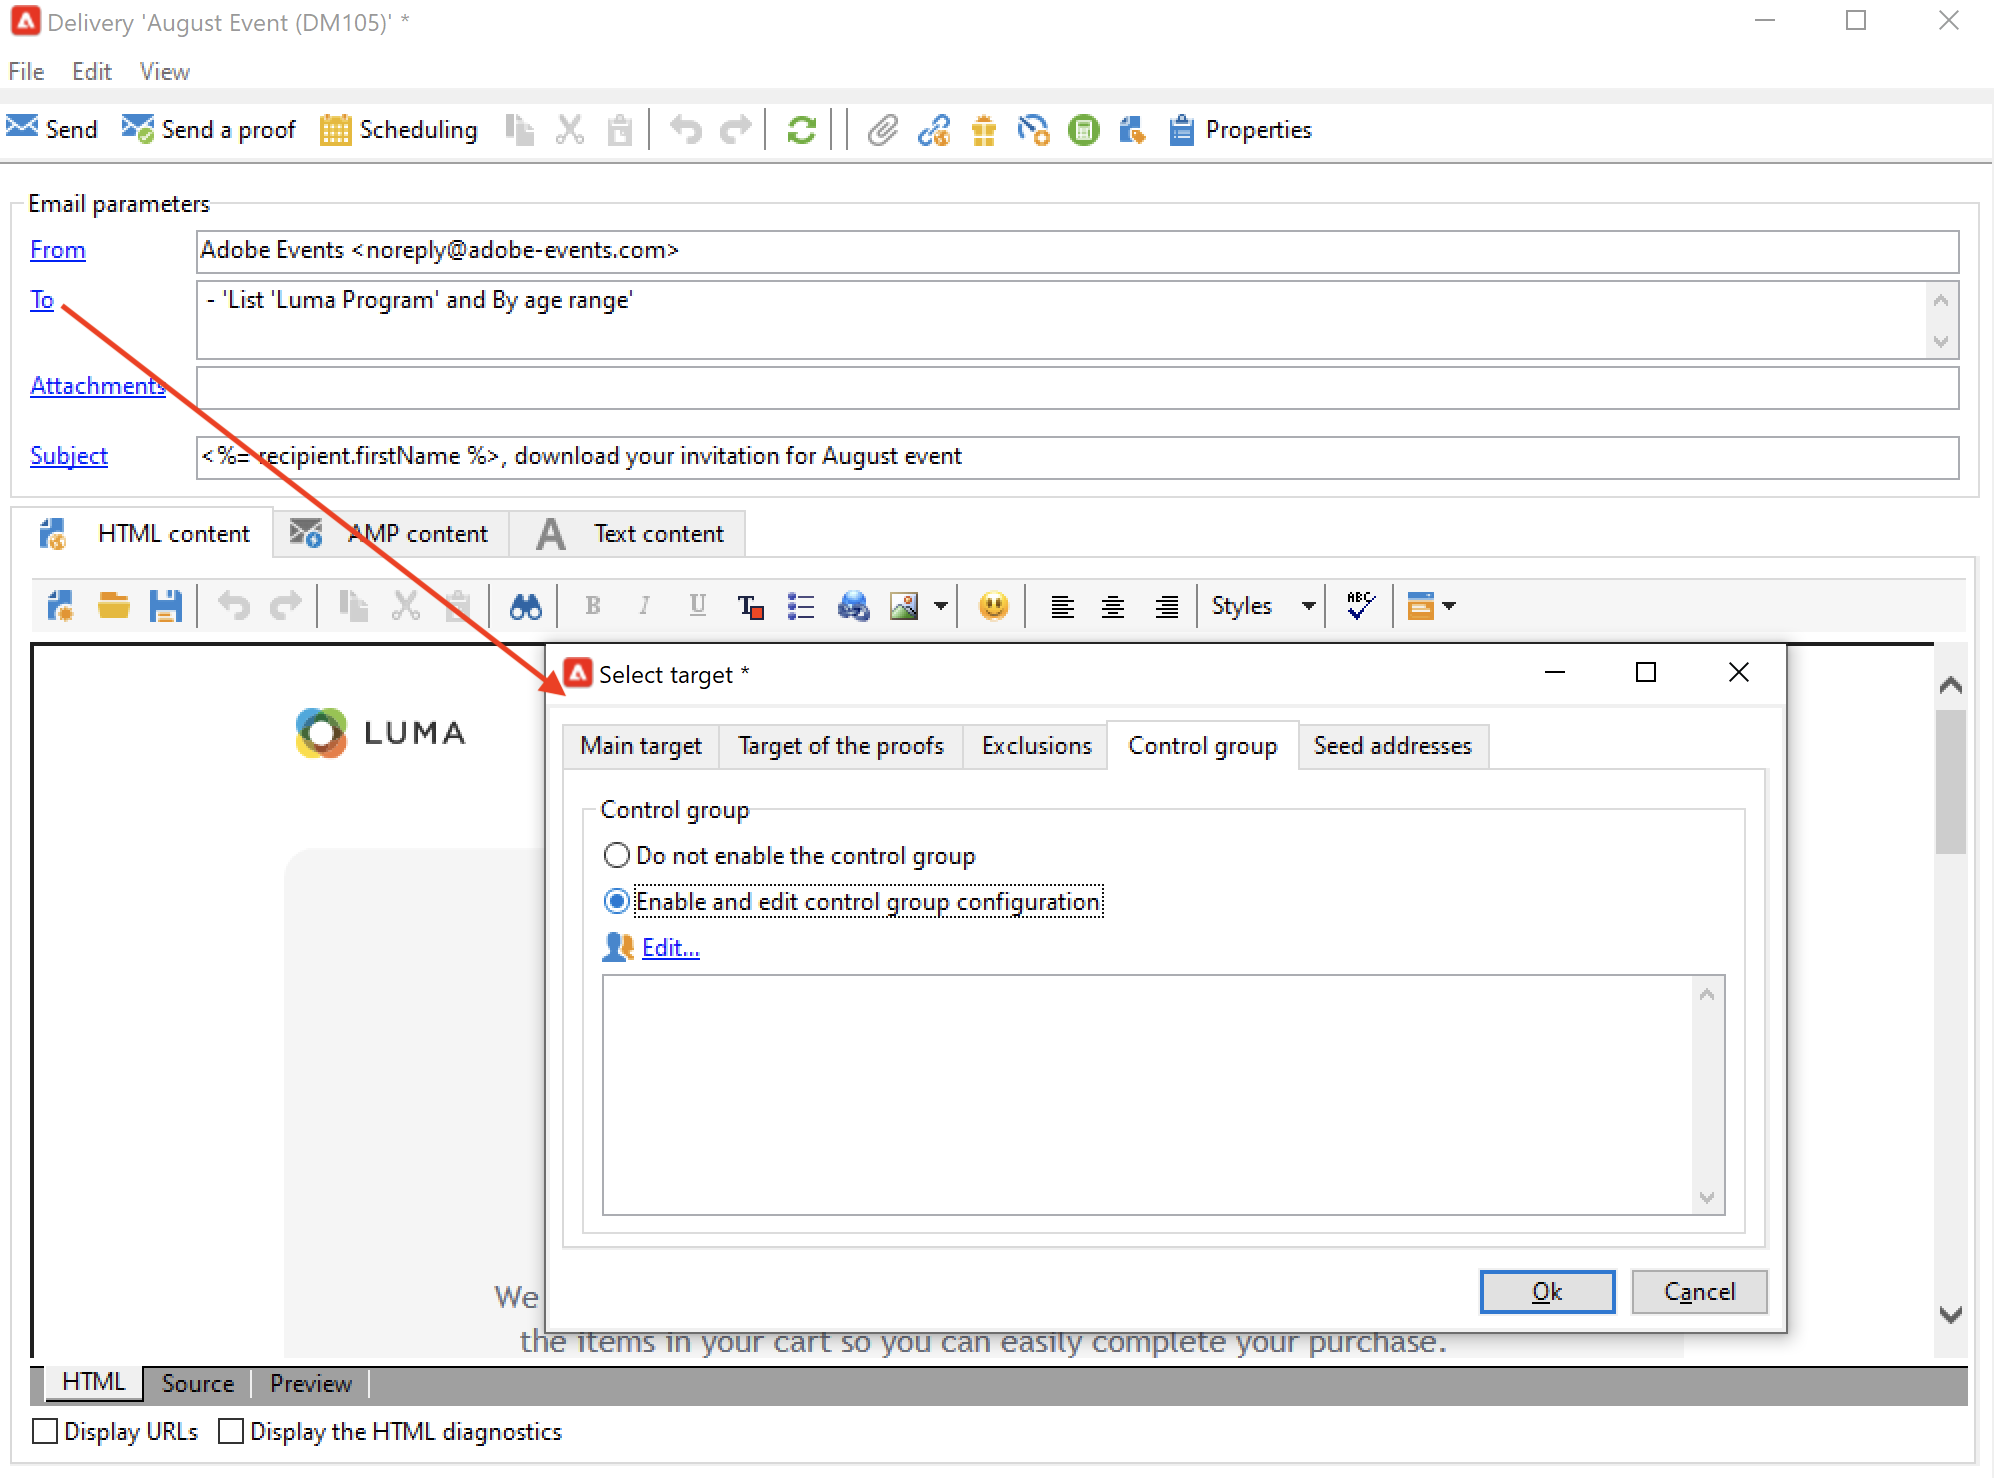 Delivery 'August Event (DM105)' *
File Edit View
Send Send a proof Scheduling Properties
Email parameters
From Adobe Events <noreply@adobe-events.com>
To - 'List 'Luma Program' and By age range'
Attachments
Subject <%= recipient.firstName %>, download your invitation for August event
HTML content AMP content A Text content
B I U T Styles ABC
Select target *
LUMA
Main target Target of the proofs Exclusions Control group Seed addresses
Control group
Do not enable the control group
Enable and edit control group configuration
Edit...
Ok Cancel
We
the items in your cart so you can easily complete your purchase.
HTML Source Preview
Display URLs Display the HTML diagnostics